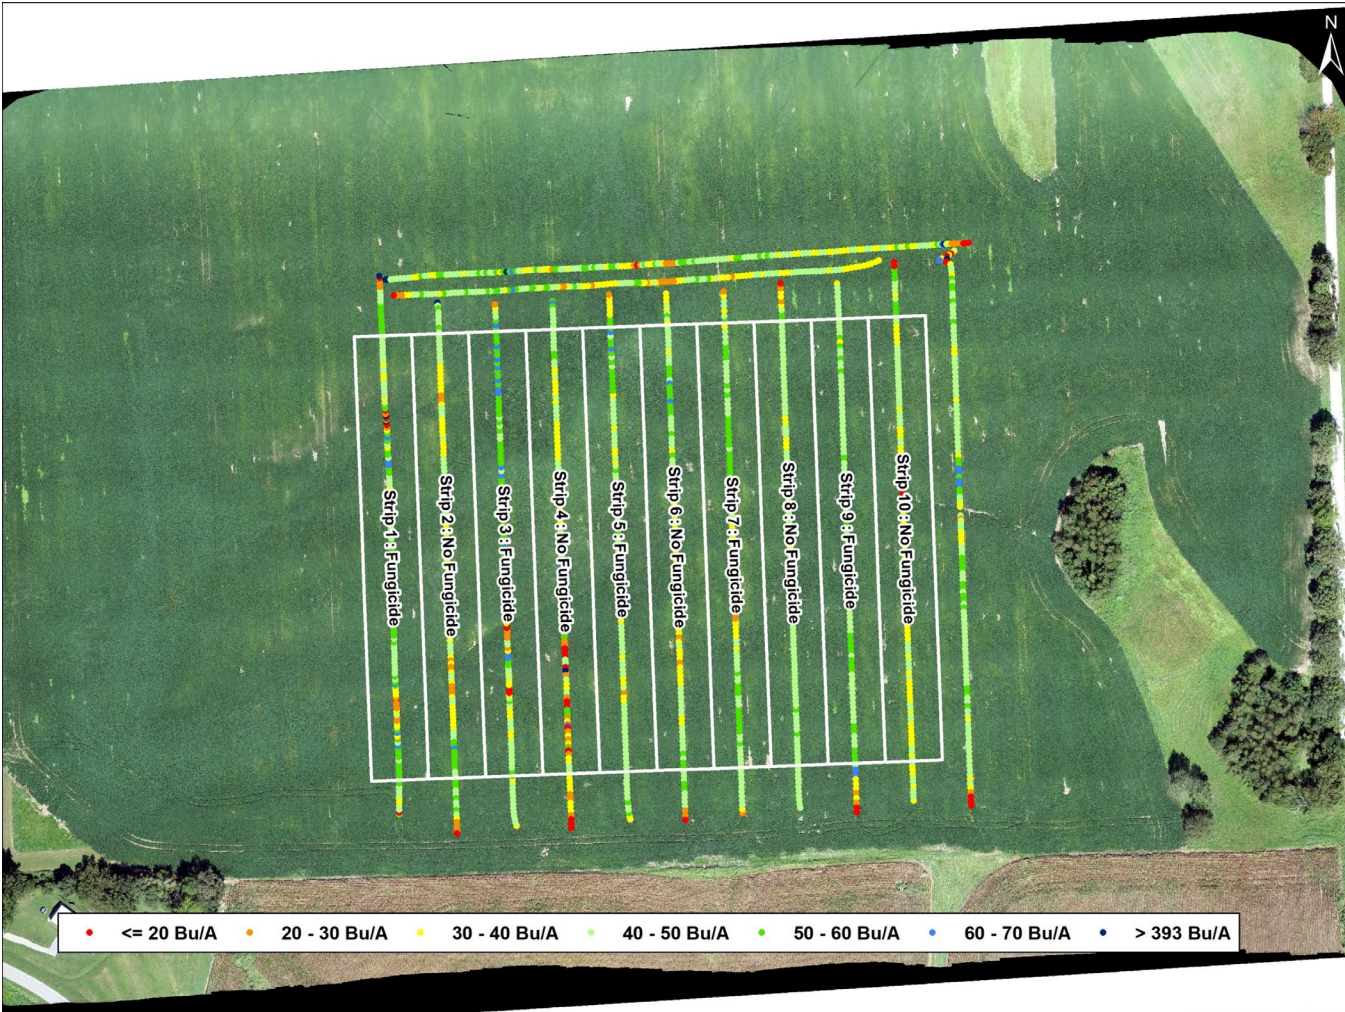 N
Strip 1 : Fungicide
Strip 2 : No Fungicide
Strip 3 : Fungicide
Strip 4 : No Fungicide
Strip 5 : Fungicide
Strip 6 : No Fungicide
Strip 7 : Fungicide
Strip 8 : No Fungicide
Strip 9 : Fungicide
Strip 10 : No Fungicide
<= 20 Bu/A 20 - 30 Bu/A 30 - 40 Bu/A 40 - 50 Bu/A 50 - 60 Bu/A 60 - 70 Bu/A > 393 Bu/A